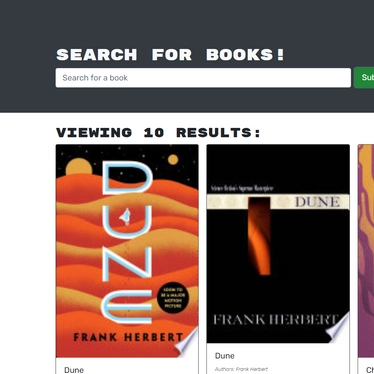 SEARCH FOR BOOKS!
Search for a book
Sub
VIEWING 10 RESULTS:
DUNE
SOON TO
BE A MAJOR
MOTION
PICTURE
FRANK HERBERT
Science Fiction's Supreme Masterpiece
DUNE
FRANK HERBERT
Dune
Dune
Authors: Frank Herbert
Ch